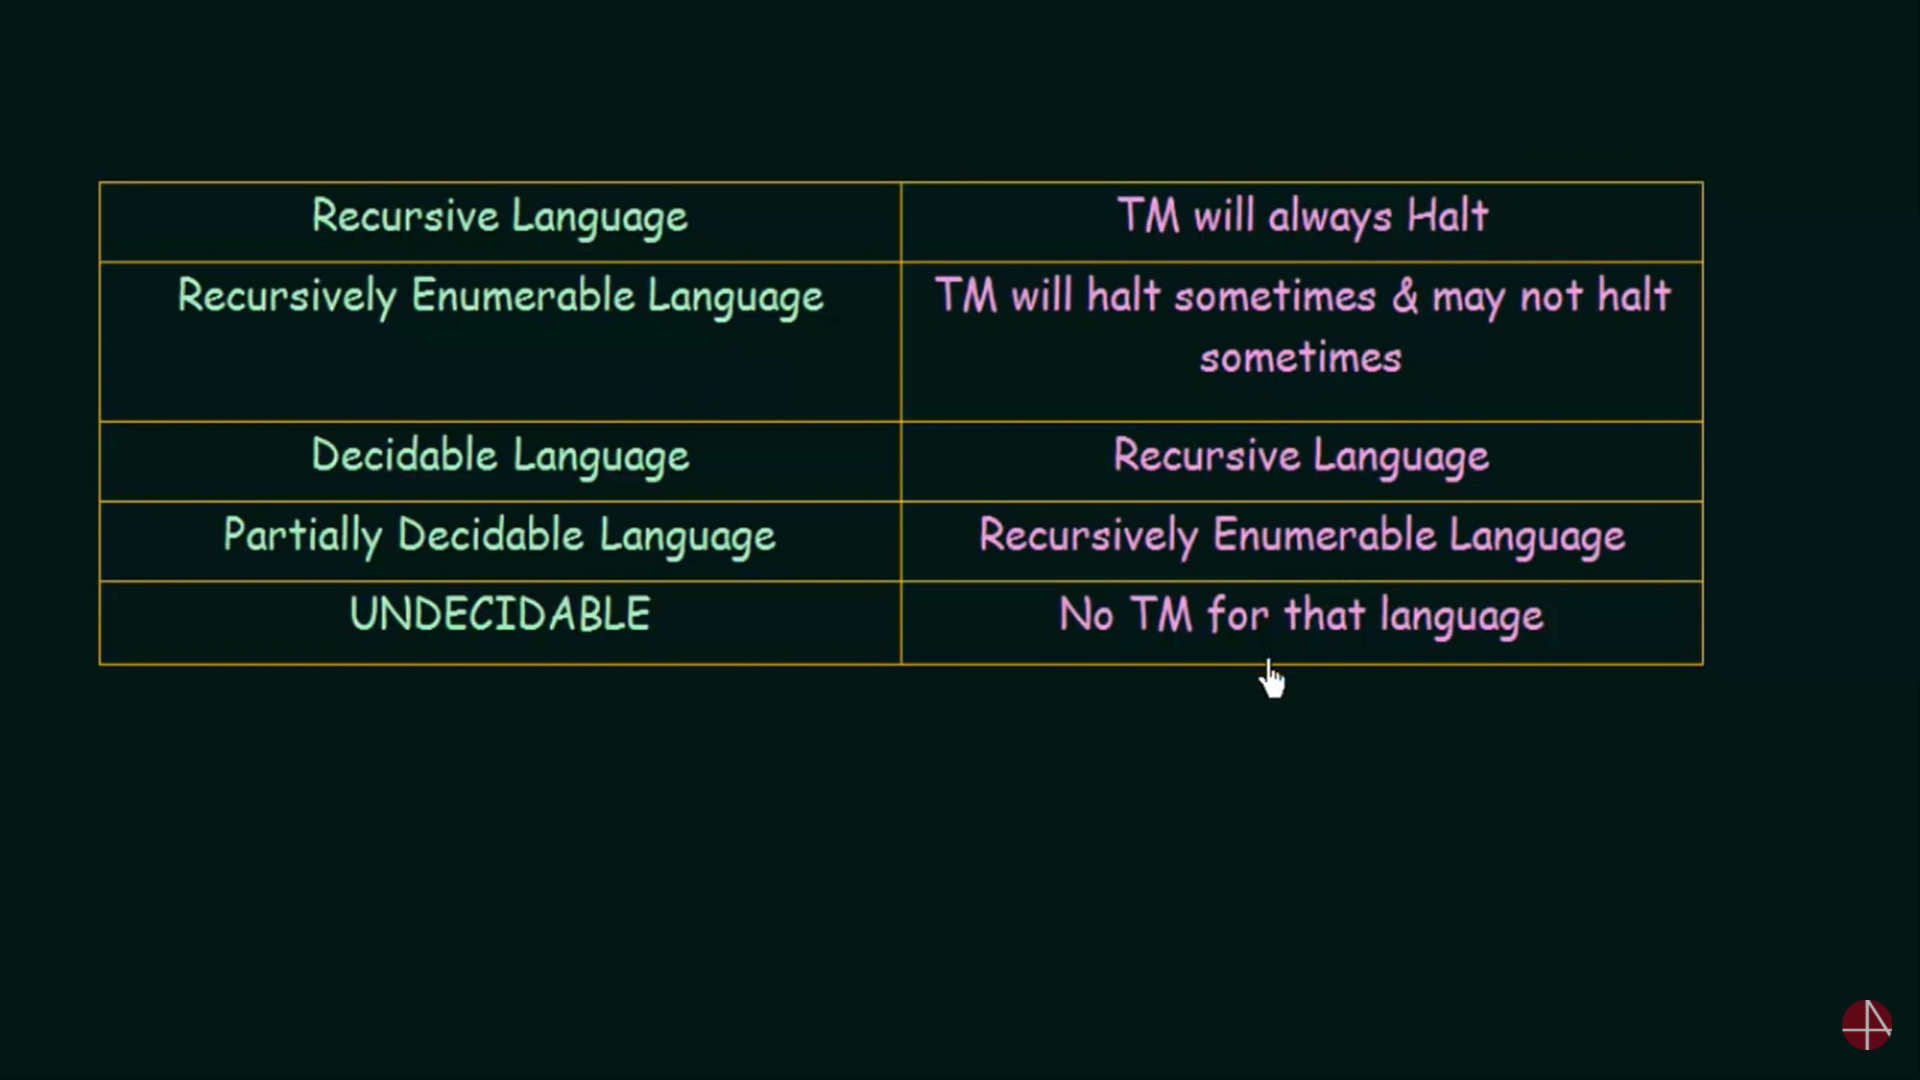 Recursive Language
TM will always Halt
Recursively Enumerable Language
TM will halt sometimes & may not halt
sometimes
Decidable Language
Recursive Language
Partially Decidable Language
Recursively Enumerable Language
UNDECIDABLE
No TM for that language